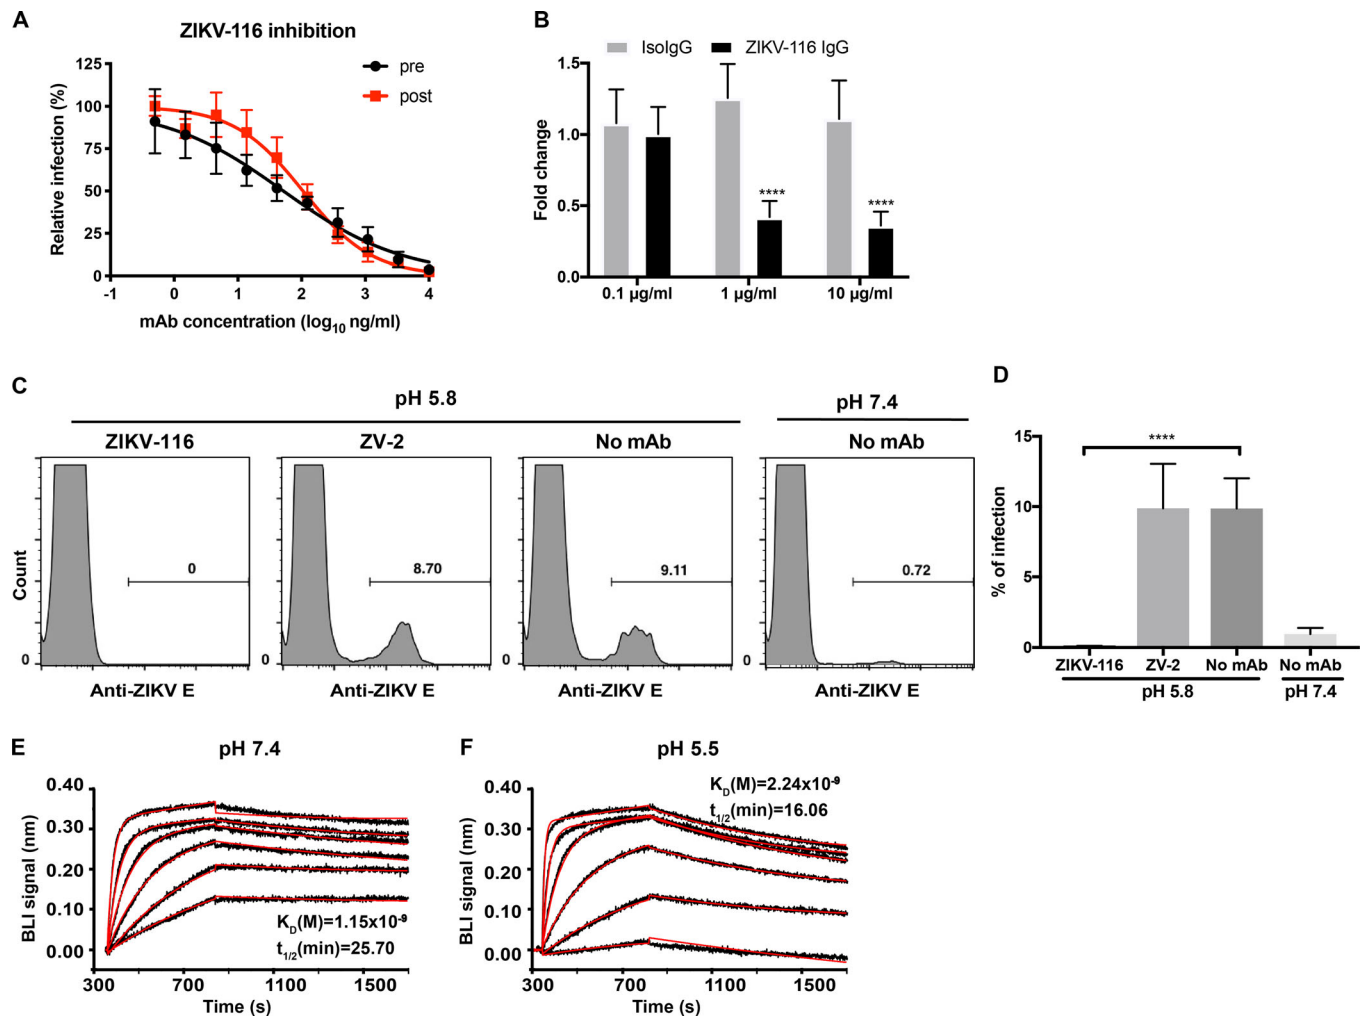 A
ZIKV-116 inhibition
pre
post
125
100
75
50
25
0
-1 0 1 2 3 4
Relative infection (%)
mAb concentration (log10 ng/ml)
B
IsoIgG ZIKV-116 IgG
1.5
1.0
0.5
0.0
Fold change
**** ****
0.1 µg/ml 1 µg/ml 10 µg/ml
C
pH 5.8 pH 7.4
ZIKV-116 ZV-2 No mAb No mAb
Count
0 8.70 9.11 0.72
0 0 0 0
Anti-ZIKV E Anti-ZIKV E Anti-ZIKV E Anti-ZIKV E
D
15
10
5
0
% of infection
****
ZIKV-116 ZV-2 No mAb No mAb
pH 5.8 pH 7.4
E
pH 7.4
0.40
0.30
0.20
0.10
0.00
BLI signal (nm)
KD(M)=1.15x10-9
t1/2(min)=25.70
300 700 1100 1500
Time (s)
F
pH 5.5
KD(M)=2.24x10-9
t1/2(min)=16.06
0.40
0.30
0.20
0.10
0.00
BLI signal (nm)
300 700 1100 1500
Time (s)